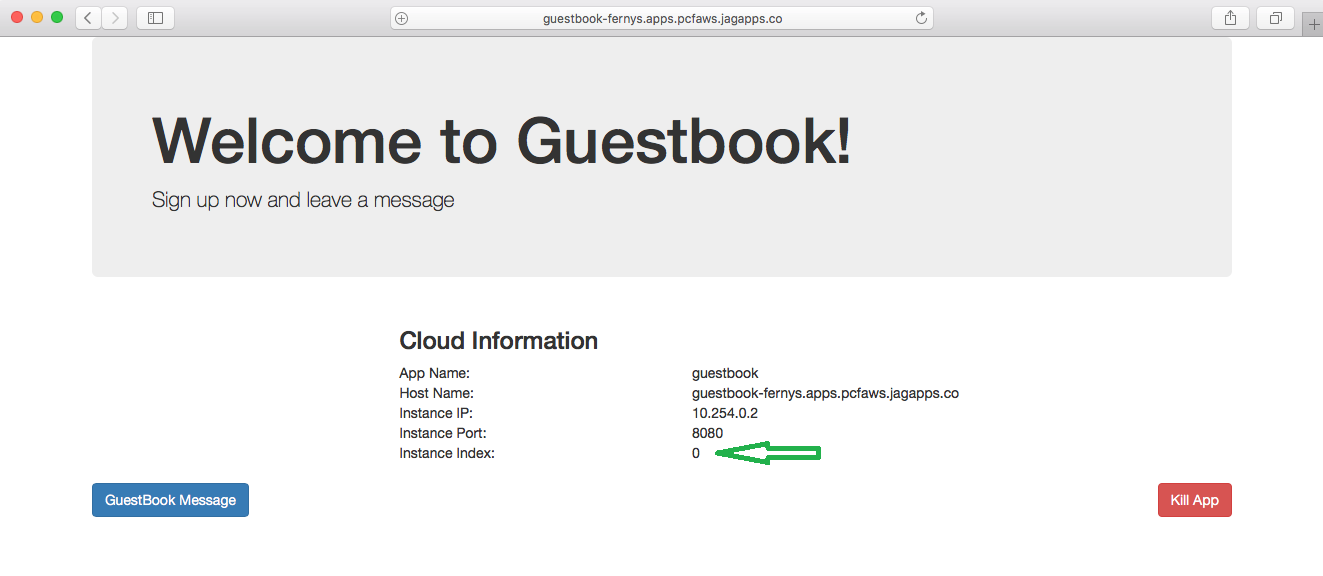 guestbook-fernys.apps.pcfaws.jagapps.co
Welcome to Guestbook!
Sign up now and leave a message
Cloud Information
App Name: guestbook
Host Name: guestbook-fernys.apps.pcfaws.jagapps.co
Instance IP: 10.254.0.2
Instance Port: 8080
Instance Index: 0
GuestBook Message Kill App